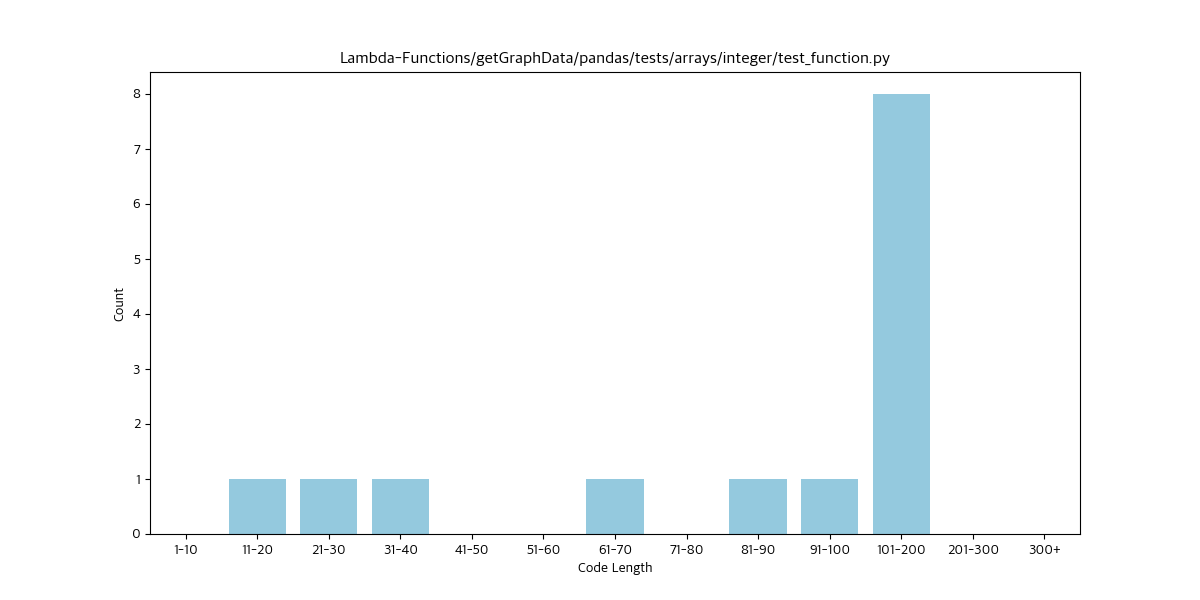 Lambda-Functions/getGraphData/pandas/tests/arrays/integer/test_function.py
8
7
6
5
4
3
2
1
0
Count
1-10 11-20 21-30 31-40 41-50 51-60 61-70 71-80 81-90 91-100 101-200 201-300 300+
Code Length